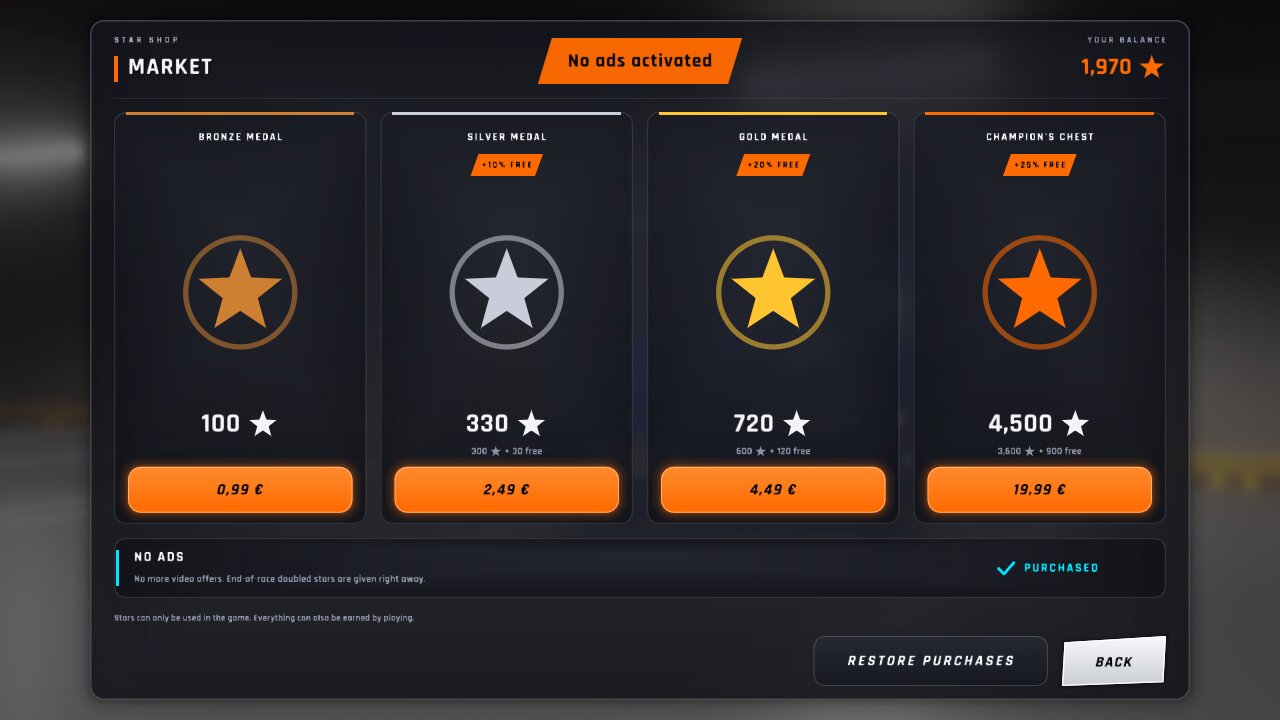 STAR SHOP
MARKET
No ads activated
YOUR BALANCE
1,970
BRONZE MEDAL
100
0,99 €
SILVER MEDAL
+10% FREE
330
300 ★ + 30 free
2,49 €
GOLD MEDAL
+20% FREE
720
600 ★ + 120 free
4,49 €
CHAMPION'S CHEST
+25% FREE
4,500
3,600 ★ + 900 free
19,99 €
NO ADS
No more video offers. End-of-race doubled stars are given right away.
PURCHASED
Stars can only be used in the game. Everything can also be earned by playing.
RESTORE PURCHASES
BACK